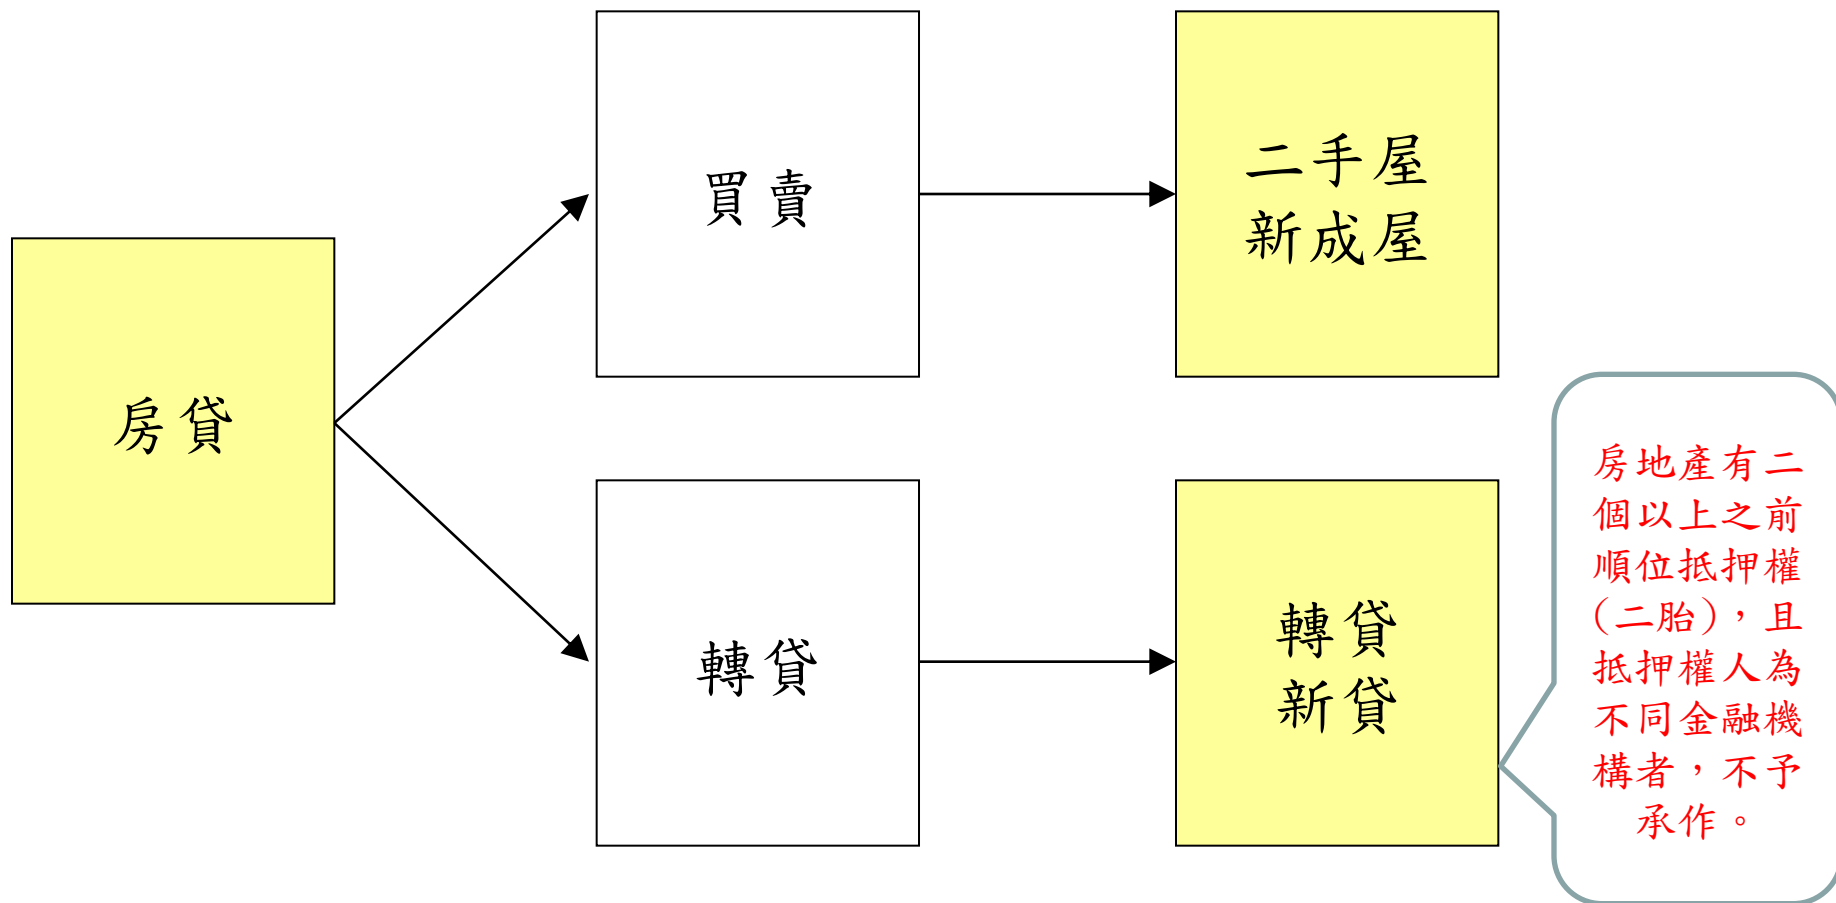 房貸
買賣
二手屋
新成屋
轉貸
轉貸
新貸
房地產有二
個以上之前
順位抵押權
(二胎)，且
抵押權人為
不同金融機
構者，不予
承作。